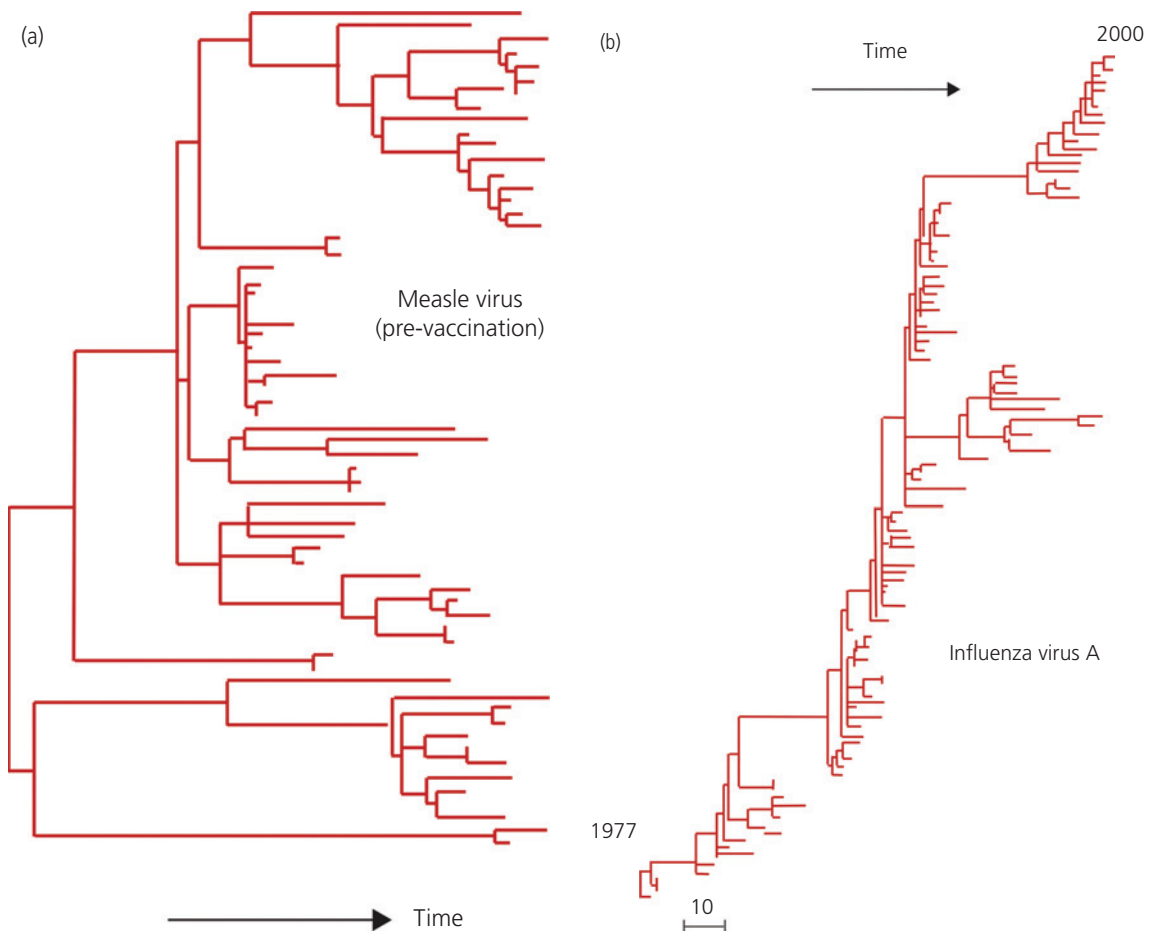 (a)
Measle virus
(pre-vaccination)
Time
(b)
Time
2000
Influenza virus A
1977
10